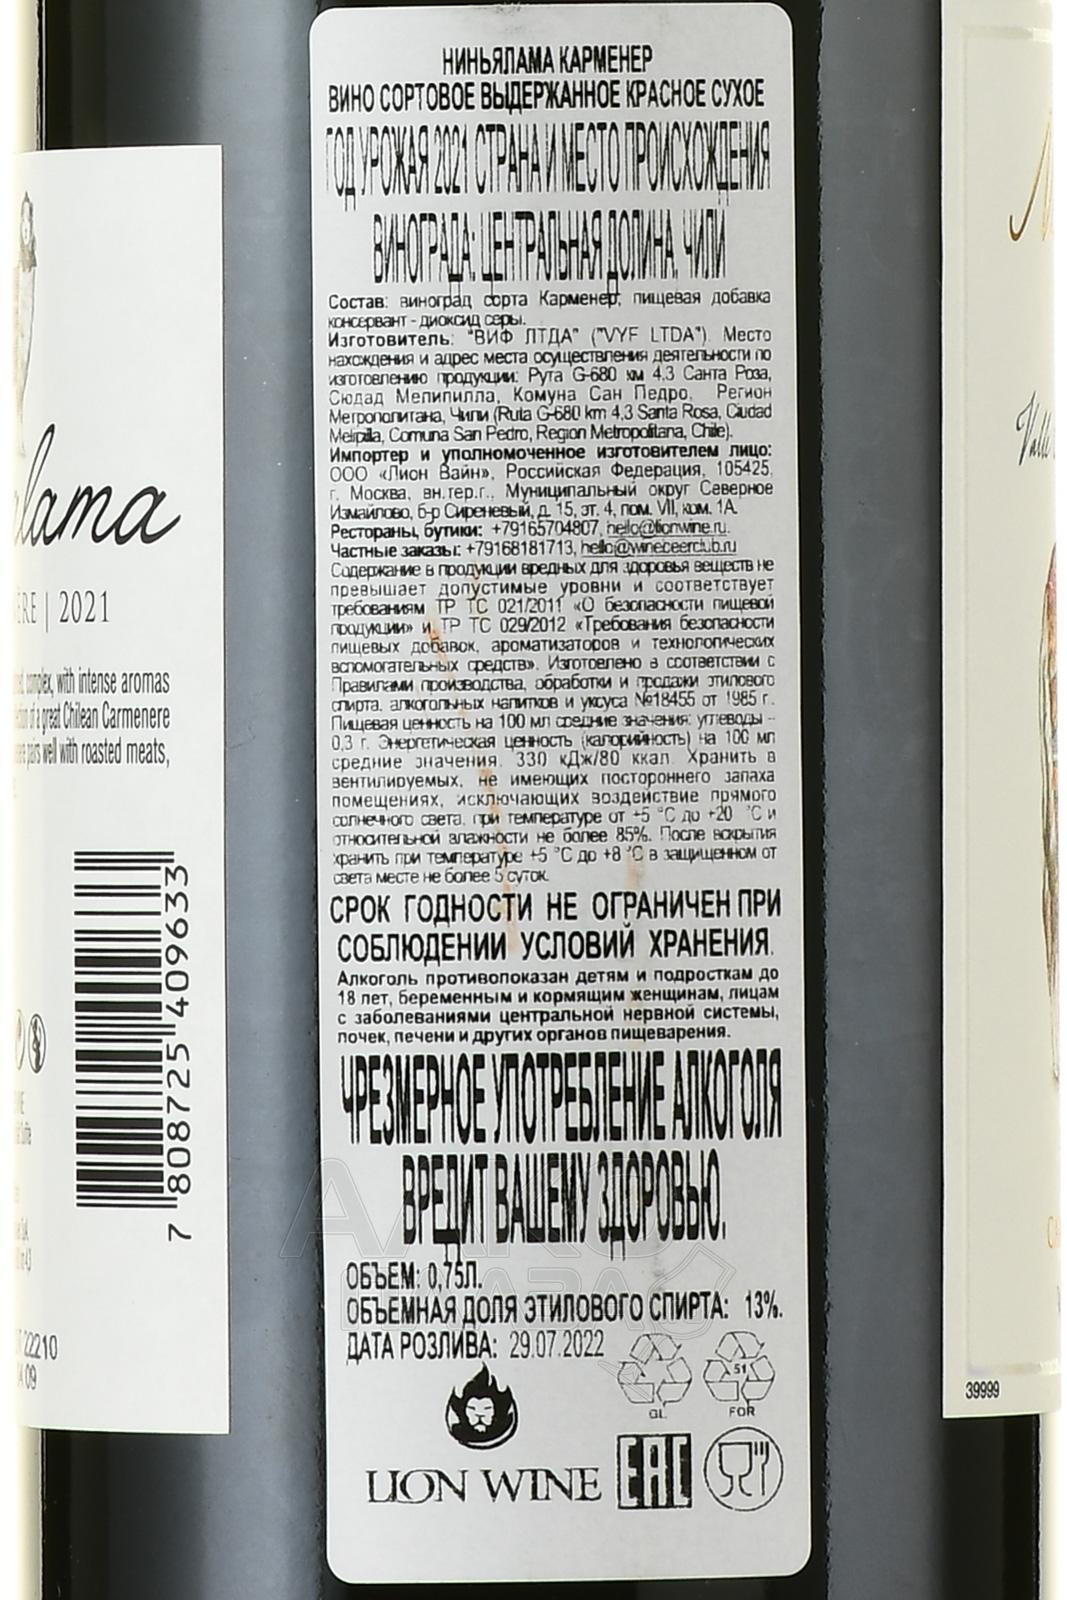 НИНЬЯЛАМА КАРМЕНЕР
ВИНО СОРТОВОЕ ВЫДЕРЖАННОЕ КРАСНОЕ СУХОЕ
ГОД УРОЖАЯ 2021 СТРАНА И МЕСТО ПРОИСХОЖДЕНИЯ
ВИНОГРАДА: ЦЕНТРАЛЬНАЯ ДОЛИНА, ЧИЛИ
Состав: виноград сорта Карменер, пищевая добавка
консервант - диоксид серы.
Изготовитель: "ВИФ ЛТДА" ("VYF LTDA"). Место
нахождения и адрес места осуществления деятельности по
изготовлению продукции: Рута G-680 км 4,3 Санта Роза,
Сюдад Мелипилла, Комуна Сан Педро, Регион
Метрополитана, Чили (Ruta G-680 km 4,3 Santa Rosa, Ciudad
Melipilla, Comuna San Pedro, Region Metropolitana, Chile).
Импортер и уполномоченное изготовителем лицо:
ООО «Лион Вайн», Российская Федерация, 105425,
г. Москва, вн.тер.г., Муниципальный округ Северное
Измайлово, б-р Сиреневый, д. 15, эт. 4, пом. VII, ком. 1А
Рестораны, бутики: +79165704807, hello@lionwine.ru.
Частные заказы: +79168181713, hello@winebeerclub.ru
Содержание в продукции вредных для здоровья веществ не
превышает допустимые уровни и соответствует
требованиям ТР ТС 021/2011 «О безопасности пищевой
продукции» и ТР ТС 029/2012 «Требования безопасности
пищевых добавок, ароматизаторов и технологических
вспомогательных средств». Изготовлено в соответствии с
Правилами производства, обработки и продажи этилового
спирта, алкогольных напитков и уксуса №18455 от 1985 г.
Пищевая ценность на 100 мл средние значения: углеводы –
0,3 г. Энергетическая ценность (калорийность) на 100 мл
средние значения: 330 кДж/80 ккал. Хранить в
вентилируемых, не имеющих постороннего запаха
помещениях, исключающих воздействие прямого
солнечного света, при температуре от +5 °C до +20 °C и
относительной влажности не более 85%. После вскрытия
хранить при температуре +5 °C до +8 °C в защищенном от
света месте не более 5 суток.
СРОК ГОДНОСТИ НЕ ОГРАНИЧЕН ПРИ
СОБЛЮДЕНИИ УСЛОВИЙ ХРАНЕНИЯ.
Алкоголь противопоказан детям и подросткам до
18 лет, беременным и кормящим женщинам, лицам
с заболеваниями центральной нервной системы,
почек, печени и других органов пищеварения.
ЧРЕЗМЕРНОЕ УПОТРЕБЛЕНИЕ АЛКОГОЛЯ
ВРЕДИТ ВАШЕМУ ЗДОРОВЬЮ.
ОБЪЕМ: 0,75Л.
ОБЪЕМНАЯ ДОЛЯ ЭТИЛОВОГО СПИРТА: 13%.
ДАТА РОЗЛИВА: 29.07.2022
GL
51
FOR
LION WINE
EAC
lama
ÈRE | 2021
complex, with intense aromas
of a great Chilean Carmenere
pairs well with roasted meats,
7 808725 409633
22210
09
Valle
39999